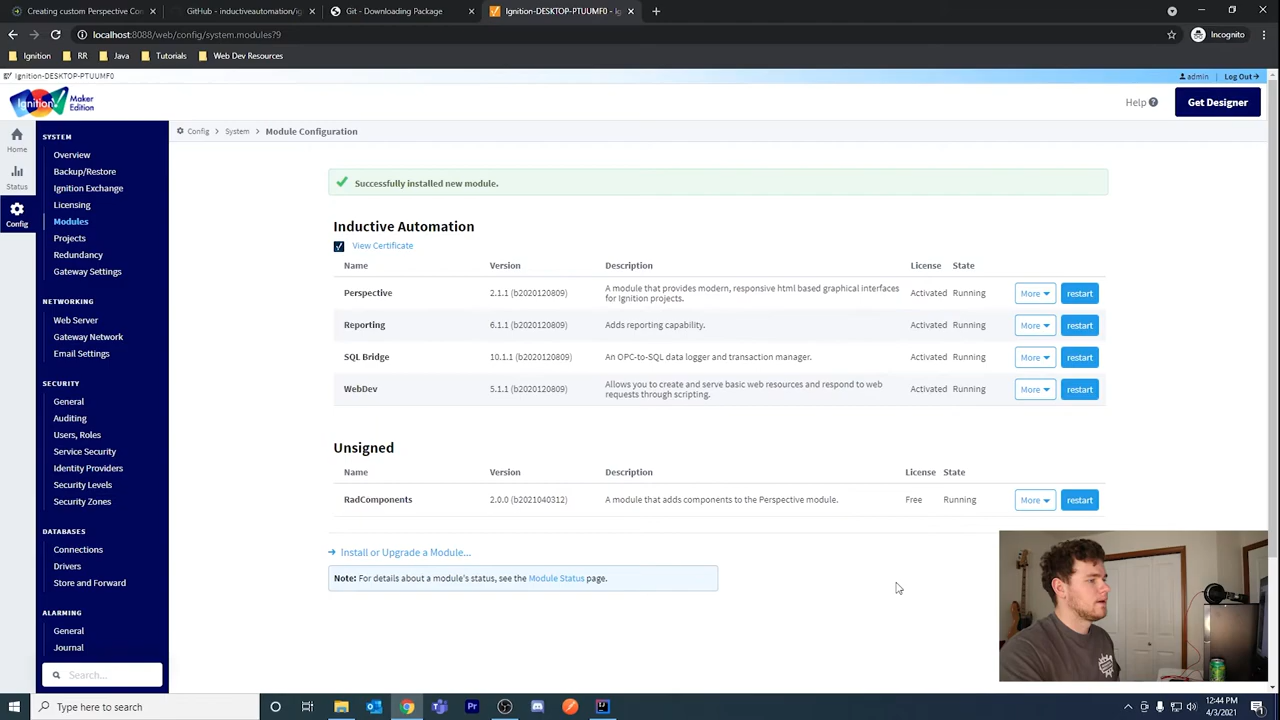 Creating custom Perspective Con
GitHub - inductiveautomation/i
Git - Downloading Package
Ignition-DESKTOP-PTUUMF0 - Ig
localhost:8088/web/config/system.modules?9
Incognito
Ignition
RR
Java
Tutorials
Web Dev Resources
Ignition-DESKTOP-PTUUMF0
admin
Log Out
Ignition!
Maker
Edition
Help
Get Designer
Home
Status
Config
SYSTEM
Overview
Backup/Restore
Ignition Exchange
Licensing
Modules
Projects
Redundancy
Gateway Settings
NETWORKING
Web Server
Gateway Network
Email Settings
SECURITY
General
Auditing
Users, Roles
Service Security
Identity Providers
Security Levels
Security Zones
DATABASES
Connections
Drivers
Store and Forward
ALARMING
General
Journal
Search...
Config > System > Module Configuration
Successfully installed new module.
Inductive Automation
View Certificate
Name Version Description License State
Perspective 2.1.1 (b2020120809) A module that provides modern, responsive html based graphical interfaces for Ignition projects. Activated Running More restart
Reporting 6.1.1 (b2020120809) Adds reporting capability. Activated Running More restart
SQL Bridge 10.1.1 (b2020120809) An OPC-to-SQL data logger and transaction manager. Activated Running More restart
WebDev 5.1.1 (b2020120809) Allows you to create and serve basic web resources and respond to web requests through scripting. Activated Running More restart
Unsigned
Name Version Description License State
RadComponents 2.0.0 (b2021040312) A module that adds components to the Perspective module. Free Running More restart
Install or Upgrade a Module...
Note: For details about a module's status, see the Module Status page.
Type here to search
12:44 PM
4/3/2021